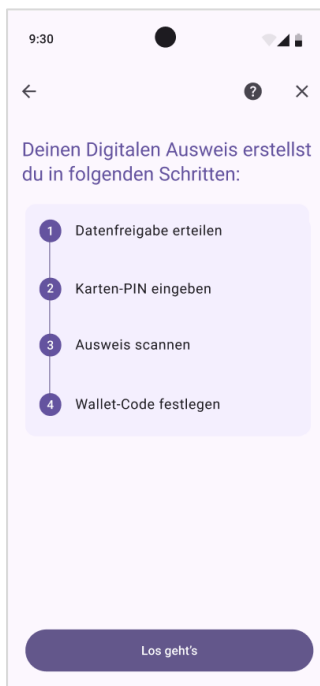 9:30
?
Deinen Digitalen Ausweis erstellst
du in folgenden Schritten:
1 Datenfreigabe erteilen
2 Karten-PIN eingeben
3 Ausweis scannen
4 Wallet-Code festlegen
Los geht's